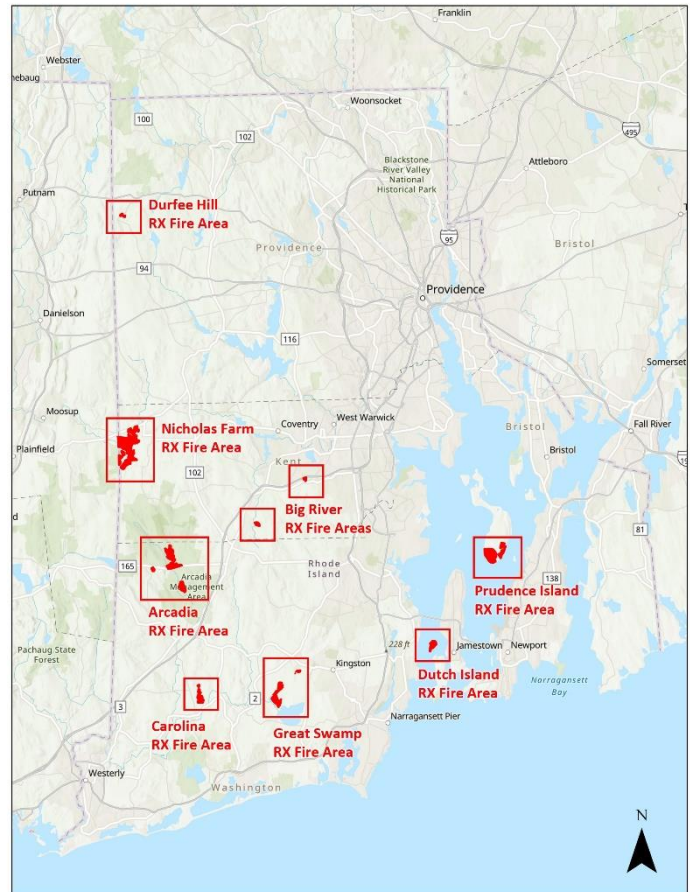 Franklin
Webster
nebaug
Woonsocket
100
102
495
Blackstone
River Valley
National
Historical Park
Attleboro
Putnam
Durfee Hill
RX Fire Area
95
Providence
Bristol
94
Providence
Danielson
116
Somerset
Moosup
Nicholas Farm
RX Fire Area
Coventry
West Warwick
Fall River
Plainfield
Bristol
Bristol
Kent
102
19
d
Big River
RX Fire Areas
81
165
Rhode
Island
Arcadia
Management
Area
138
Prudence Island
RX Fire Area
Arcadia
RX Fire Area
Pachaug State
Forest
228 ft
Jamestown
Newport
Kingston
Dutch Island
RX Fire Area
Narragansett
Bay
3
2
Narragansett Pier
Carolina
RX Fire Area
Great Swamp
RX Fire Area
Westerly
Washington
N